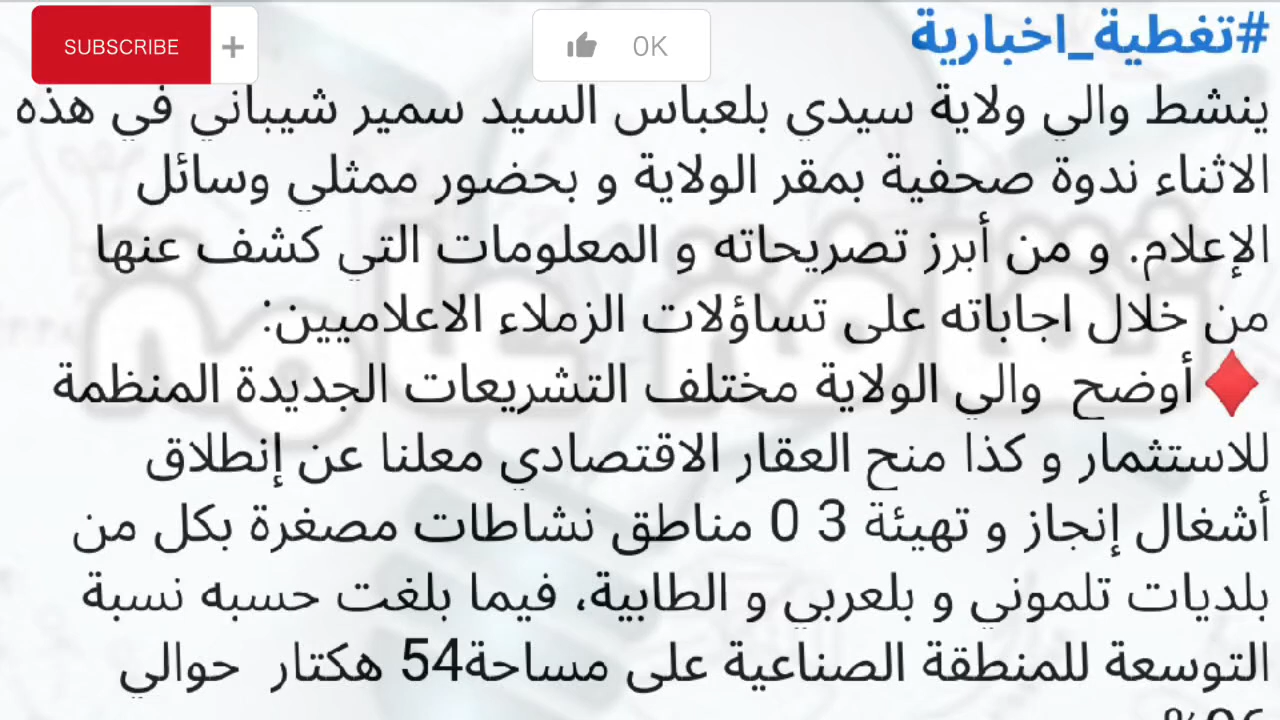 SUBSCRIBE +
0K
#تغطية_اخبارية
ينشط والي ولاية سيدي بلعباس السيد سمير شيباني في هذه
الاثناء ندوة صحفية بمقر الولاية و بحضور ممثلي وسائل
الإعلام. و من أبرز تصريحاته و المعلومات التي كشف عنها
من خلال اجاباته على تساؤلات الزملاء الاعلاميين:
♦️أوضح والي الولاية مختلف التشريعات الجديدة المنظمة
للاستثمار و كذا منح العقار الاقتصادي معلنا عن إنطلاق
أشغال إنجاز و تهيئة 3 0 مناطق نشاطات مصغرة بكل من
بلديات تلموني و بلعربي و الطابية، فيما بلغت حسبه نسبة
التوسعة للمنطقة الصناعية على مساحة54 هكتار حوالي